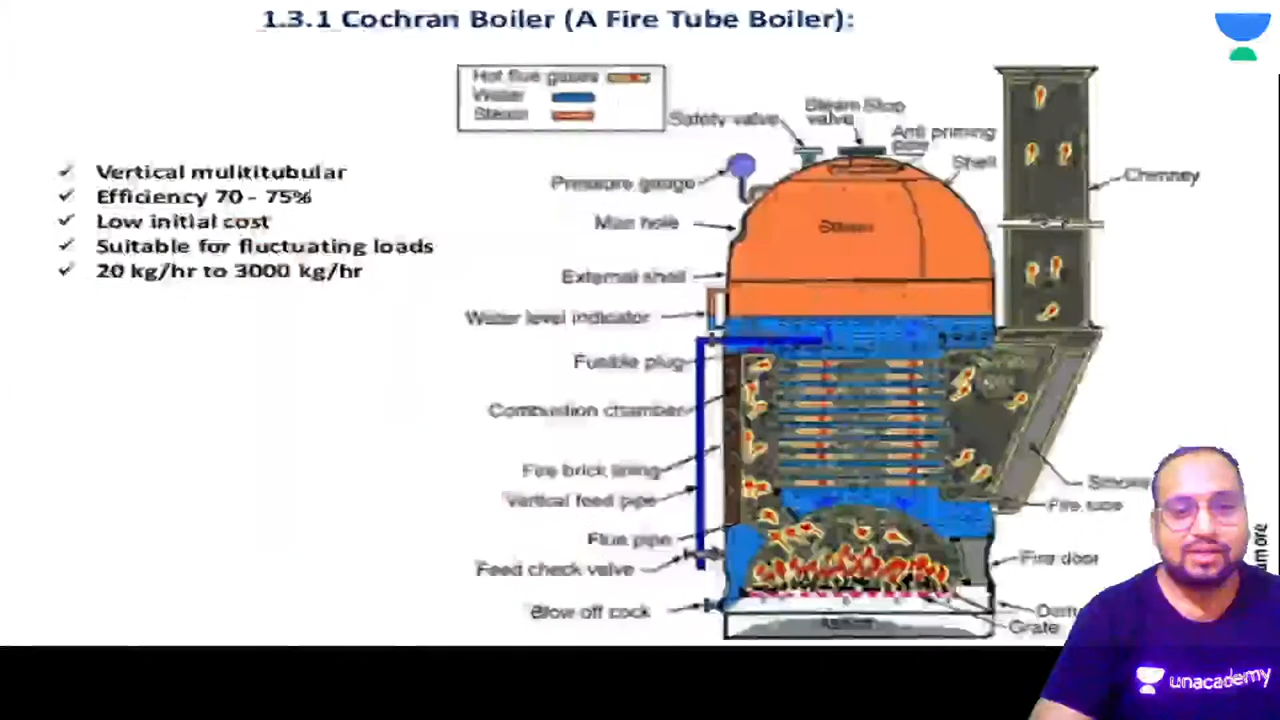 1.3.1 Cochran Boiler (A Fire Tube Boiler):
Hot flue gases
Water
Steam
Vertical mulititubular
Efficiency 70 - 75%
Low initial cost
Suitable for fluctuating loads
20 kg/hr to 3000 kg/hr
Safety valve
Steam Stop
valve
Anti priming
Shell
Pressure gauge
Chimney
Man hole
Steam
External shell
Water level indicator
Fusible plug
Combustion chamber
Fire brick lining
Vertical feed pipe
Fire tube
Flue pipe
Feed check valve
Fire door
Blow off cock
Grate
unacademy